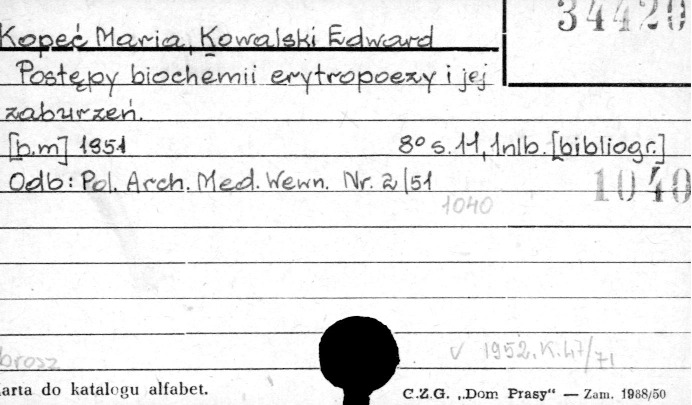 34420
Kopeć Maria, Kowalski Edward
Postępy biochemii erytropoezy i jej
zaburzeń.
[b.m] 1951 8° s. 11, 1nlb. [bibliogr.]
Odb: Pol. Arch. Med. Wewn. Nr. 2/51 1040
1040
brosz
v 1952. K. 47/71
arta do katalogu alfabet. C.Z.G. „Dom Prasy" — Zam. 1988/50